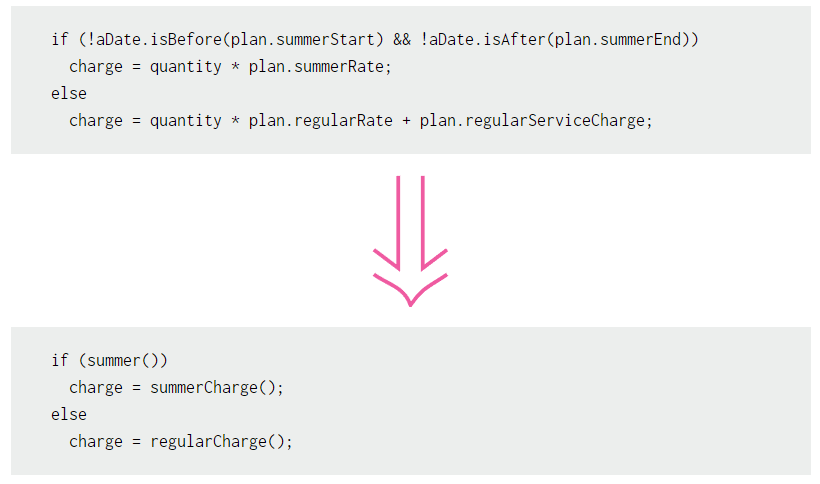 if (!aDate.isBefore(plan.summerStart) && !aDate.isAfter(plan.summerEnd))
  charge = quantity * plan.summerRate;
else
  charge = quantity * plan.regularRate + plan.regularServiceCharge;
if (summer())
  charge = summerCharge();
else
  charge = regularCharge();